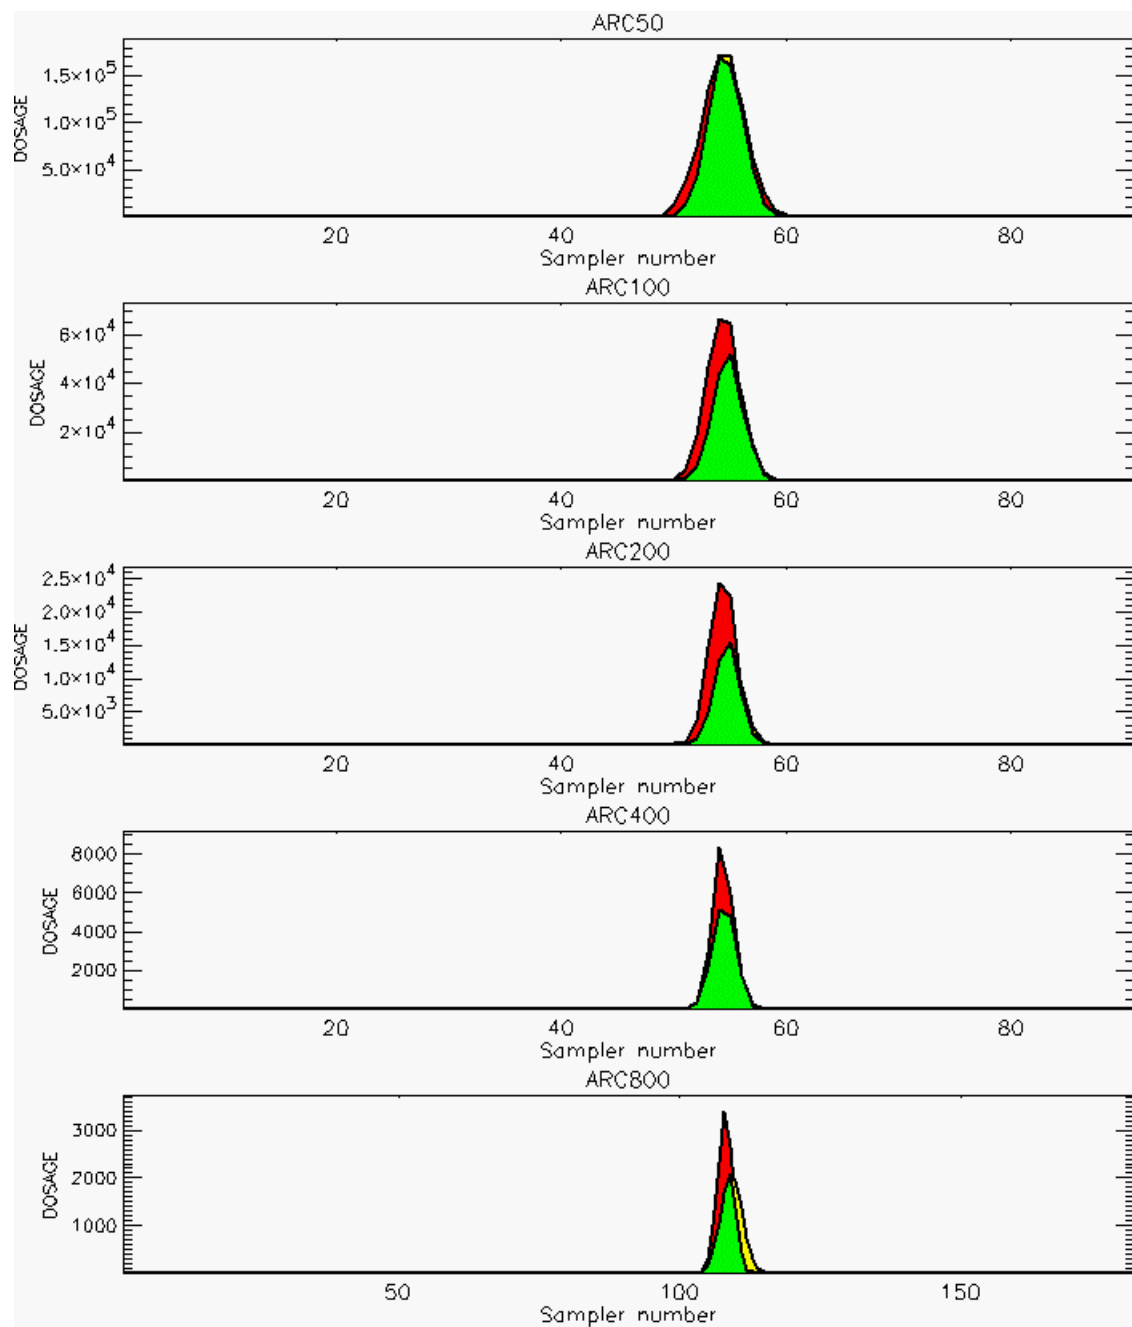 ARC50
1.5×10⁵
1.0×10⁵
5.0×10⁴
DOSAGE
20 40 60 80
Sampler number
ARC100
6×10⁴
4×10⁴
2×10⁴
DOSAGE
20 40 60 80
Sampler number
ARC200
2.5×10⁴
2.0×10⁴
1.5×10⁴
1.0×10⁴
5.0×10³
DOSAGE
20 40 60 80
Sampler number
ARC400
8000
6000
4000
2000
DOSAGE
20 40 60 80
Sampler number
ARC800
3000
2000
1000
DOSAGE
50 100 150
Sampler number